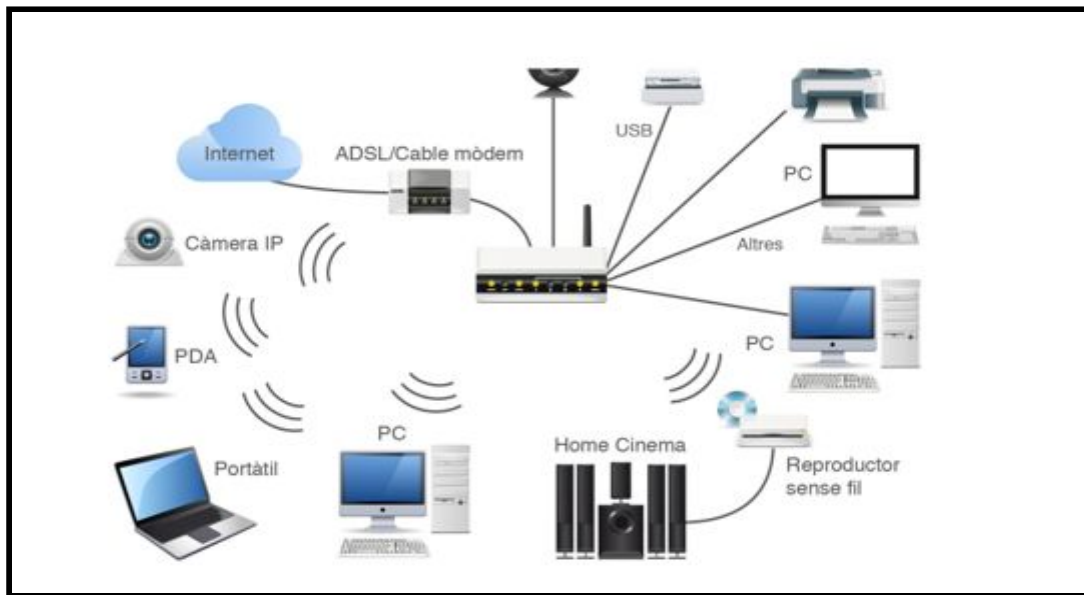 USB
Internet
ADSL/Cable mòdem
PC
Càmera IP
Altres
PDA
PC
PC
Home Cinema
Portàtil
Reproductor
sense fil